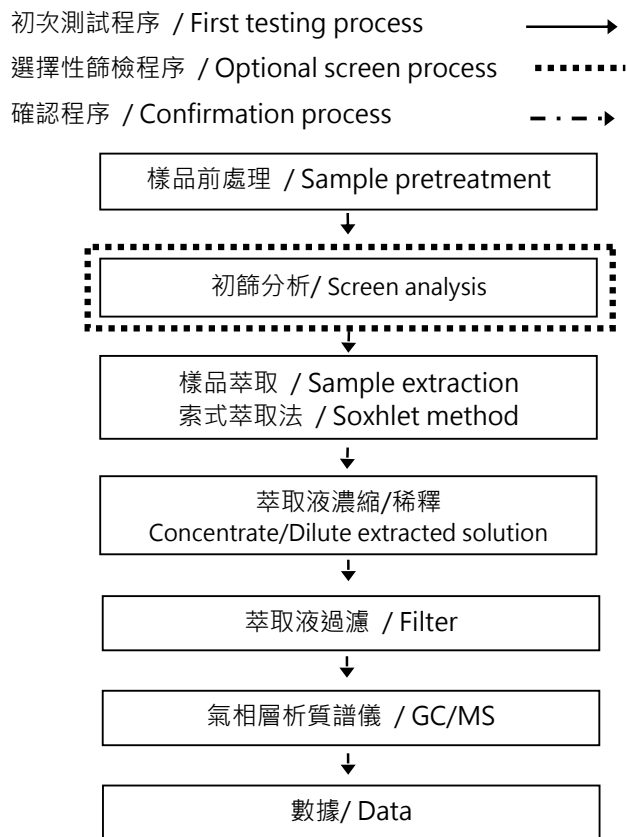 初次測試程序 / First testing process
選擇性篩檢程序 / Optional screen process
確認程序 / Confirmation process
樣品前處理 / Sample pretreatment
初篩分析/ Screen analysis
樣品萃取 / Sample extraction
索式萃取法 / Soxhlet method
萃取液濃縮/稀釋
Concentrate/Dilute extracted solution
萃取液過濾 / Filter
氣相層析質譜儀 / GC/MS
數據/ Data